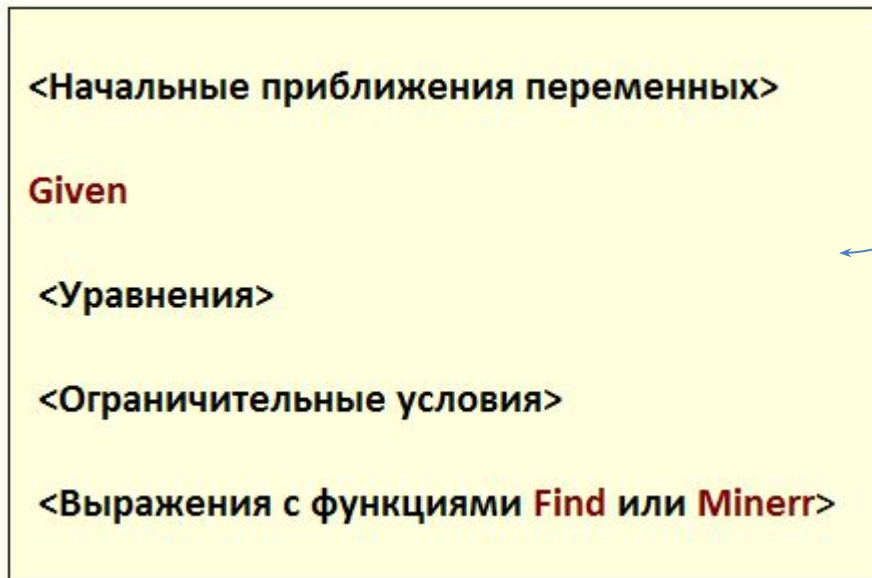 <Начальные приближения переменных>
Given
<Уравнения>
<Ограничительные условия>
<Выражения с функциями Find или Minerr>